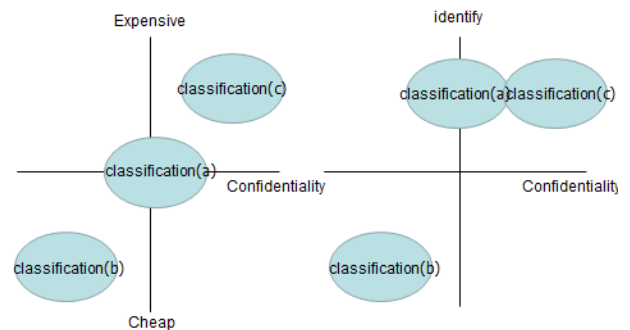 Expensive
classification(c)
classification(a)
Confidentiality
classification(b)
Cheap
identify
classification(a)
classification(c)
Confidentiality
classification(b)